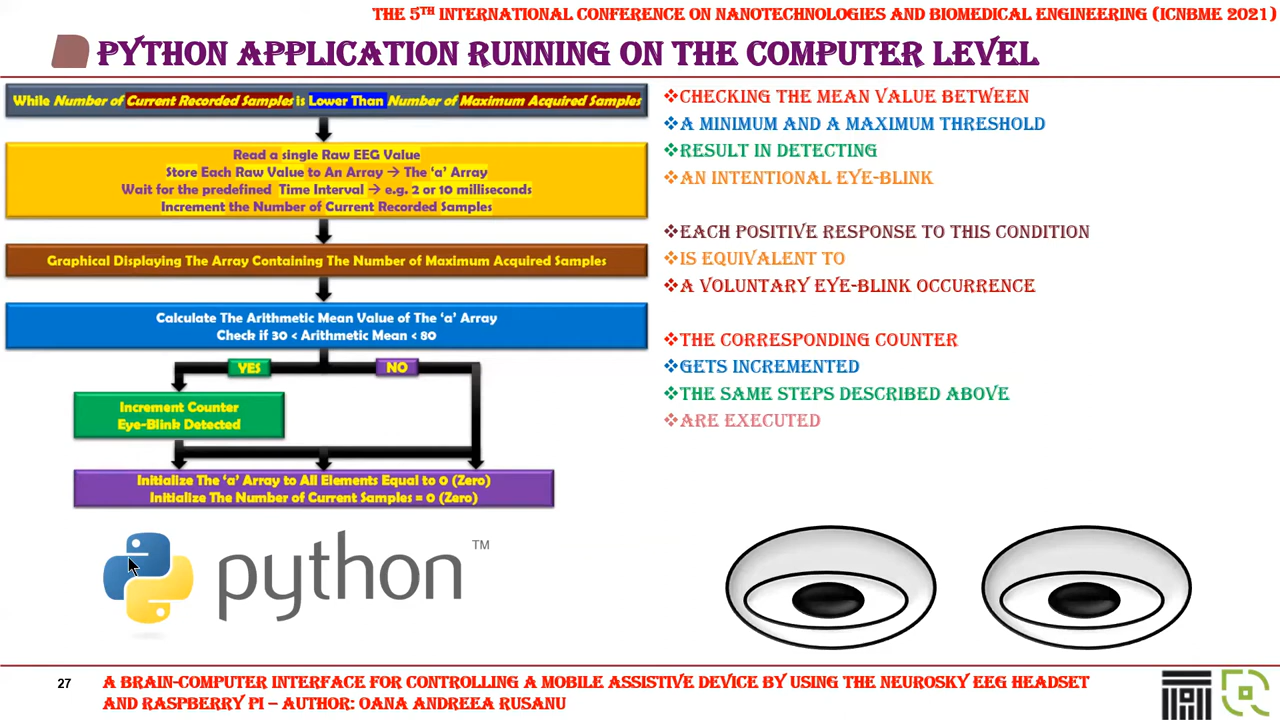 THE 5TH INTERNATIONAL CONFERENCE ON NANOTECHNOLOGIES AND BIOMEDICAL ENGINEERING (ICNBME 2021)
PYTHON APPLICATION RUNNING ON THE COMPUTER LEVEL
While Number of Current Recorded Samples is Lower Than Number of Maximum Acquired Samples
Read a single Raw EEG Value
Store Each Raw Value to An Array → The ‘a’ Array
Wait for the predefined Time Interval → e.g. 2 or 10 milliseconds
Increment the Number of Current Recorded Samples
Graphical Displaying The Array Containing The Number of Maximum Acquired Samples
Calculate The Arithmetic Mean Value of The ‘a’ Array
Check if 30 < Arithmetic Mean < 80
YES
NO
Increment Counter
Eye-Blink Detected
Initialize The ‘a’ Array to All Elements Equal to 0 (Zero)
Initialize The Number of Current Samples = 0 (Zero)
python TM
❖CHECKING THE MEAN VALUE BETWEEN
❖A MINIMUM AND A MAXIMUM THRESHOLD
❖RESULT IN DETECTING
❖AN INTENTIONAL EYE-BLINK
❖EACH POSITIVE RESPONSE TO THIS CONDITION
❖IS EQUIVALENT TO
❖A VOLUNTARY EYE-BLINK OCCURRENCE
❖THE CORRESPONDING COUNTER
❖GETS INCREMENTED
❖THE SAME STEPS DESCRIBED ABOVE
❖ARE EXECUTED
27
A BRAIN-COMPUTER INTERFACE FOR CONTROLLING A MOBILE ASSISTIVE DEVICE BY USING THE NEUROSKY EEG HEADSET
AND RASPBERRY PI – AUTHOR: OANA ANDREEA RUSANU